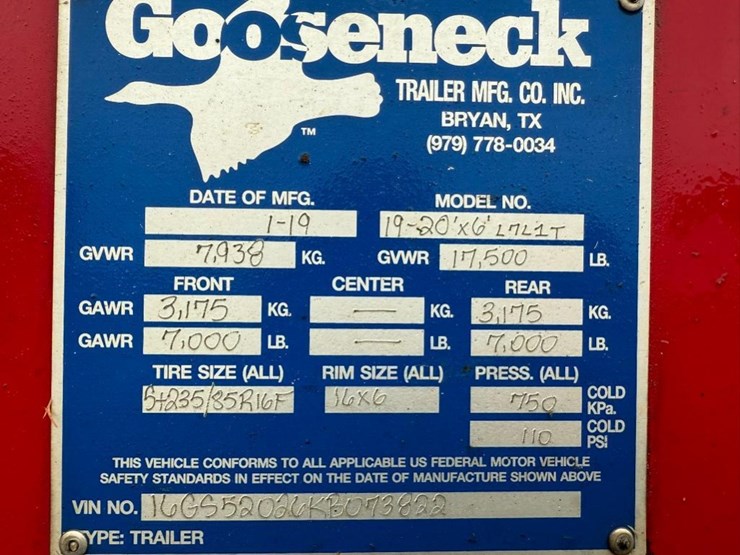 Gooseneck
TM
TRAILER MFG. CO. INC.
BRYAN, TX
(979) 778-0034
DATE OF MFG. MODEL NO.
1-19 19-20'x6' L7L1T
GVWR 7,938 KG. GVWR 17,500 LB.
FRONT CENTER REAR
GAWR 3,175 KG. — KG. 3,175 KG.
GAWR 7,000 LB. — LB. 7,000 LB.
TIRE SIZE (ALL) RIM SIZE (ALL) PRESS. (ALL)
St235/85R16F 16x6 750 COLD KPa.
110 COLD PSI
THIS VEHICLE CONFORMS TO ALL APPLICABLE US FEDERAL MOTOR VEHICLE
SAFETY STANDARDS IN EFFECT ON THE DATE OF MANUFACTURE SHOWN ABOVE
VIN NO. 16GS52026KB073822
YPE: TRAILER